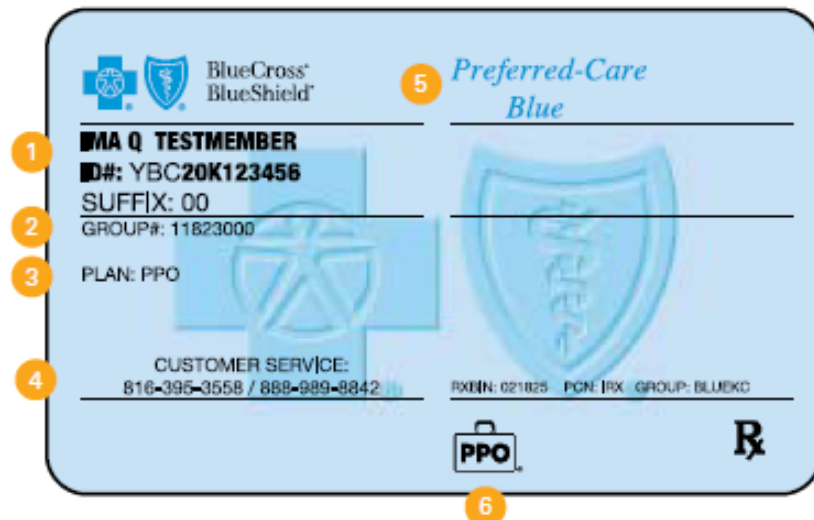 BlueCross
BlueShield
5
Preferred-Care
Blue
1
MA Q TESTMEMBER
D#: YBC20K123456
SUFFIX: 00
2
GROUP#: 11823000
3
PLAN: PPO
4
CUSTOMER SERVICE:
816-395-3558 / 888-989-8842
RXBIN: 021825 PCN: IRX GROUP: BLUEKC
PPO
Rx
6